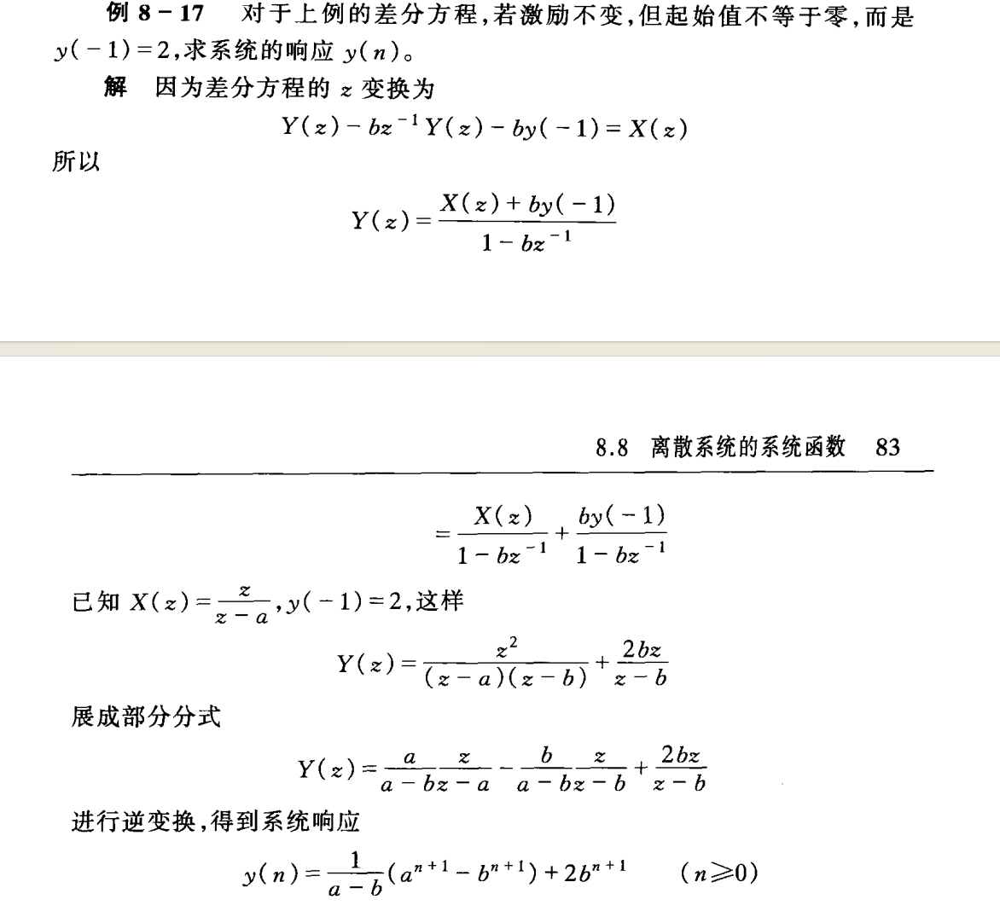 例 8-17 对于上例的差分方程,若激励不变,但起始值不等于零,而是
y(-1)=2,求系统的响应 y(n)。
解 因为差分方程的 z 变换为
Y(z)-bz⁻¹Y(z)-by(-1)=X(z)
所以
Y(z)=\frac{X(z)+by(-1)}{1-bz^{-1}}
8.8 离散系统的系统函数 83
=\frac{X(z)}{1-bz^{-1}}+\frac{by(-1)}{1-bz^{-1}}
已知 X(z)=\frac{z}{z-a},y(-1)=2,这样
Y(z)=\frac{z^2}{(z-a)(z-b)}+\frac{2bz}{z-b}
展成部分分式
Y(z)=\frac{a}{a-b}\frac{z}{z-a}-\frac{b}{a-b}\frac{z}{z-b}+\frac{2bz}{z-b}
进行逆变换,得到系统响应
y(n)=\frac{1}{a-b}(a^{n+1}-b^{n+1})+2b^{n+1} (n⩾0)